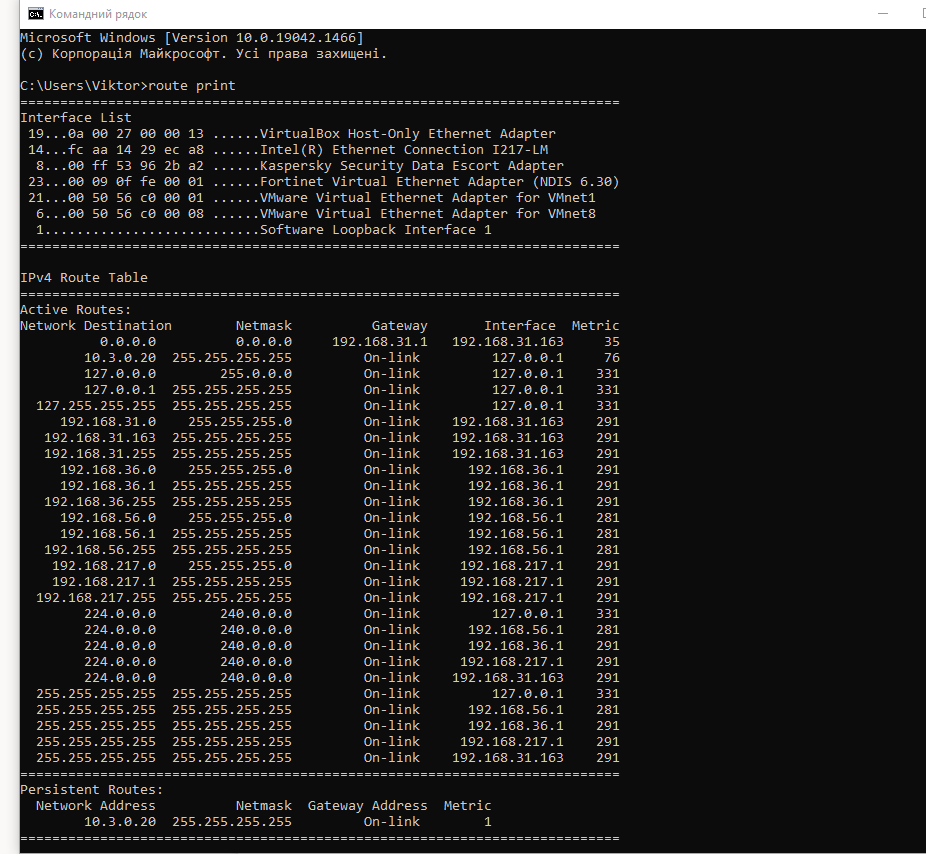 Командний рядок
Microsoft Windows [Version 10.0.19042.1466]
(c) Корпорація Майкрософт. Усі права захищені.
C:\Users\Viktor>route print
===========================================================================
Interface List
 19...0a 00 27 00 00 13 ......VirtualBox Host-Only Ethernet Adapter
 14...fc aa 14 29 ec a8 ......Intel(R) Ethernet Connection I217-LM
  8...00 ff 53 96 2b a2 ......Kaspersky Security Data Escort Adapter
 23...00 09 0f fe 00 01 ......Fortinet Virtual Ethernet Adapter (NDIS 6.30)
 21...00 50 56 c0 00 01 ......VMware Virtual Ethernet Adapter for VMnet1
  6...00 50 56 c0 00 08 ......VMware Virtual Ethernet Adapter for VMnet8
  1...........................Software Loopback Interface 1
===========================================================================
IPv4 Route Table
===========================================================================
Active Routes:
Network Destination        Netmask          Gateway       Interface  Metric
          0.0.0.0          0.0.0.0     192.168.31.1   192.168.31.163     35
        10.3.0.20  255.255.255.255         On-link         127.0.0.1     76
        127.0.0.0        255.0.0.0         On-link         127.0.0.1    331
        127.0.0.1  255.255.255.255         On-link         127.0.0.1    331
  127.255.255.255  255.255.255.255         On-link         127.0.0.1    331
     192.168.31.0    255.255.255.0         On-link    192.168.31.163    291
   192.168.31.163  255.255.255.255         On-link    192.168.31.163    291
   192.168.31.255  255.255.255.255         On-link    192.168.31.163    291
     192.168.36.0    255.255.255.0         On-link      192.168.36.1    291
     192.168.36.1  255.255.255.255         On-link      192.168.36.1    291
   192.168.36.255  255.255.255.255         On-link      192.168.36.1    291
     192.168.56.0    255.255.255.0         On-link      192.168.56.1    281
     192.168.56.1  255.255.255.255         On-link      192.168.56.1    281
   192.168.56.255  255.255.255.255         On-link      192.168.56.1    281
    192.168.217.0    255.255.255.0         On-link     192.168.217.1    291
    192.168.217.1  255.255.255.255         On-link     192.168.217.1    291
  192.168.217.255  255.255.255.255         On-link     192.168.217.1    291
        224.0.0.0        240.0.0.0         On-link         127.0.0.1    331
        224.0.0.0        240.0.0.0         On-link      192.168.56.1    281
        224.0.0.0        240.0.0.0         On-link      192.168.36.1    291
        224.0.0.0        240.0.0.0         On-link     192.168.217.1    291
        224.0.0.0        240.0.0.0         On-link    192.168.31.163    291
  255.255.255.255  255.255.255.255         On-link         127.0.0.1    331
  255.255.255.255  255.255.255.255         On-link      192.168.56.1    281
  255.255.255.255  255.255.255.255         On-link      192.168.36.1    291
  255.255.255.255  255.255.255.255         On-link     192.168.217.1    291
  255.255.255.255  255.255.255.255         On-link    192.168.31.163    291
===========================================================================
Persistent Routes:
  Network Address          Netmask  Gateway Address  Metric
        10.3.0.20  255.255.255.255         On-link        1
===========================================================================